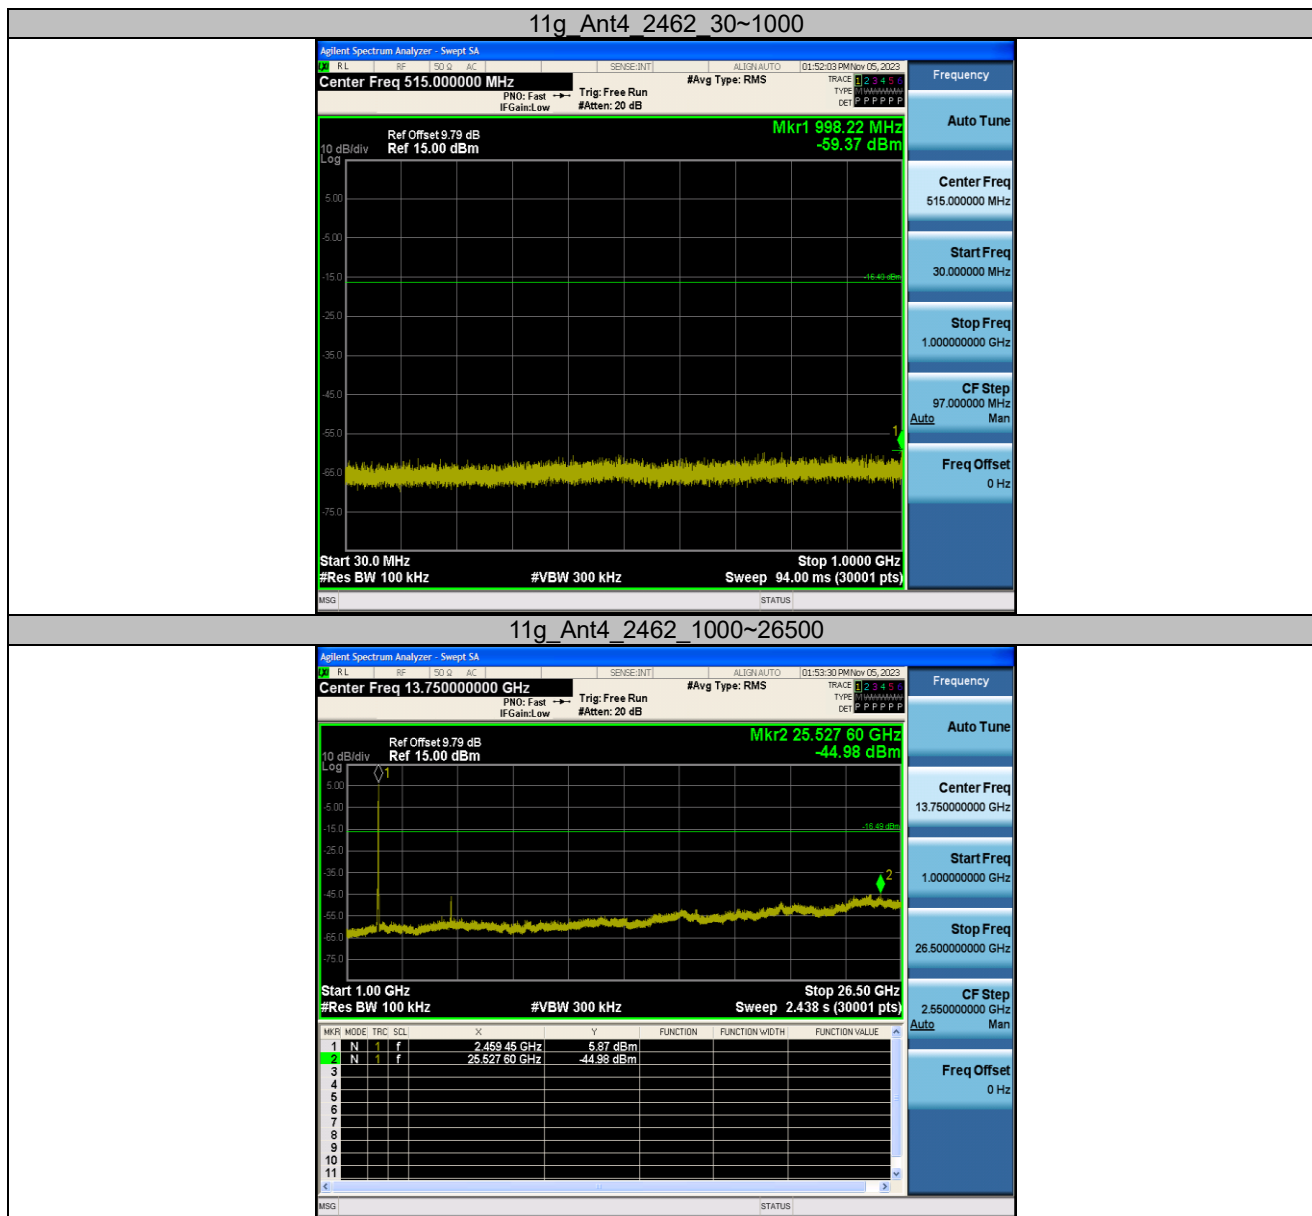 11g_Ant4_2462_30~1000
Agilent Spectrum Analyzer - Swept SA
RL RF 50 Ω AC SENSE:INT ALIGNAUTO 01:52:03 PM Nov 05, 2023
Center Freq 515.000000 MHz #Avg Type: RMS TRACE 1 2 3 4 5 6
PNO: Fast Trig: Free Run TYPE M
IFGain:Low #Atten: 20 dB DET P P P P P P
Frequency
Auto Tune
Center Freq
515.000000 MHz
Start Freq
30.000000 MHz
Stop Freq
1.000000000 GHz
CF Step
97.000000 MHz
Auto Man
Freq Offset
0 Hz
Mkr1 998.22 MHz
Ref Offset 9.79 dB
-59.37 dBm
10 dB/div Ref 15.00 dBm
Log
5.00
-5.00
-15.0
-25.0
-35.0
-45.0
-55.0
1
-65.0
-75.0
Start 30.0 MHz Stop 1.0000 GHz
#Res BW 100 kHz #VBW 300 kHz Sweep 94.00 ms (30001 pts)
MSG STATUS
11g_Ant4_2462_1000~26500
Agilent Spectrum Analyzer - Swept SA
RL RF 50 Ω AC SENSE:INT ALIGNAUTO 01:53:30 PM Nov 05, 2023
Center Freq 13.750000000 GHz #Avg Type: RMS TRACE 1 2 3 4 5 6
PNO: Fast Trig: Free Run TYPE M
IFGain:Low #Atten: 20 dB DET P P P P P P
Frequency
Auto Tune
Center Freq
13.750000000 GHz
Start Freq
1.000000000 GHz
Stop Freq
26.500000000 GHz
CF Step
2.550000000 GHz
Auto Man
Freq Offset
0 Hz
Mkr2 25.527 60 GHz
Ref Offset 9.79 dB
-44.98 dBm
10 dB/div Ref 15.00 dBm
Log
1
5.00
-5.00
-15.0
-16.49 dBm
-25.0
-35.0
2
-45.0
-55.0
-65.0
-75.0
Start 1.00 GHz Stop 26.50 GHz
#Res BW 100 kHz #VBW 300 kHz Sweep 2.438 s (30001 pts)
MKR MODE TRC SCL X Y FUNCTION FUNCTION WIDTH FUNCTION VALUE
1 N 1 f 2.459 45 GHz 5.87 dBm
2 N 1 f 25.527 60 GHz -44.98 dBm
3
4
5
6
7
8
9
10
11
MSG STATUS